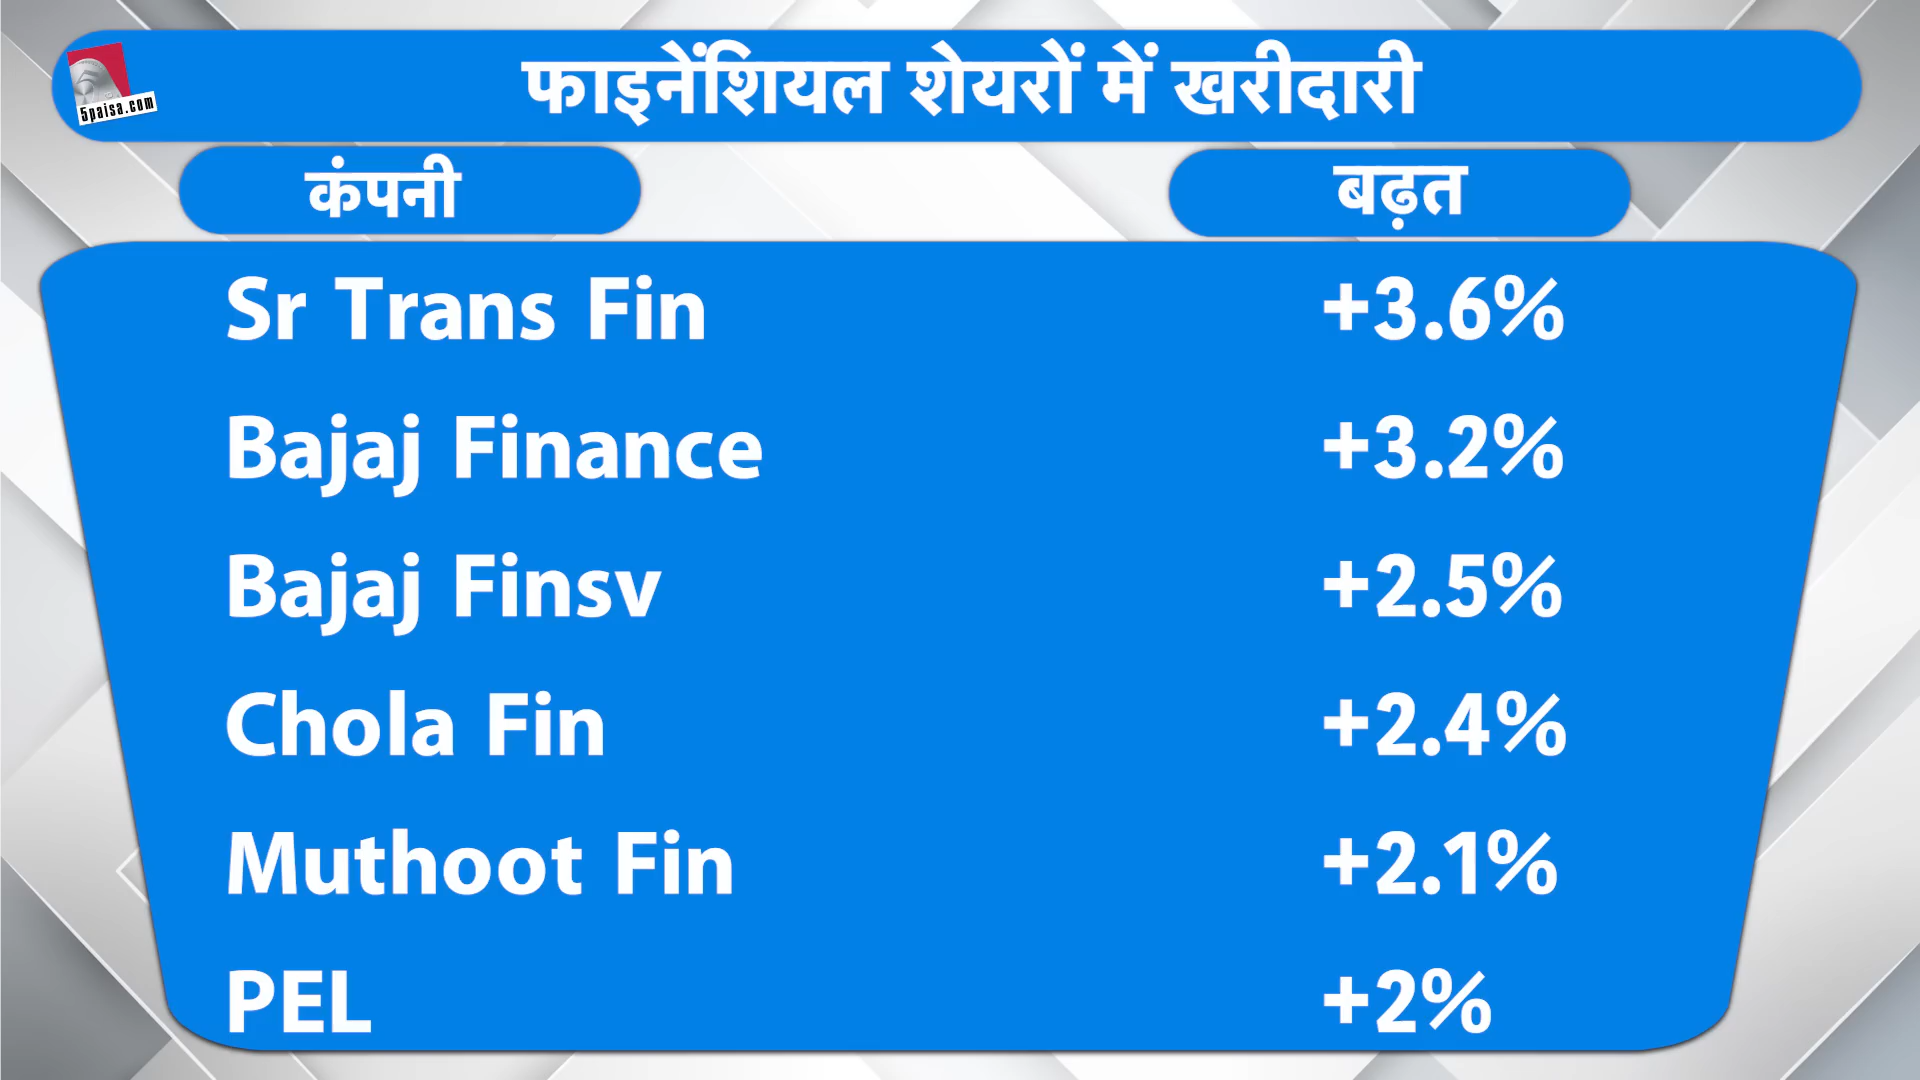 फाइनेंशियल शेयरों में खरीदारी
5paisa.com
कंपनी बढ़त
Sr Trans Fin +3.6%
Bajaj Finance +3.2%
Bajaj Finsv +2.5%
Chola Fin +2.4%
Muthoot Fin +2.1%
PEL +2%